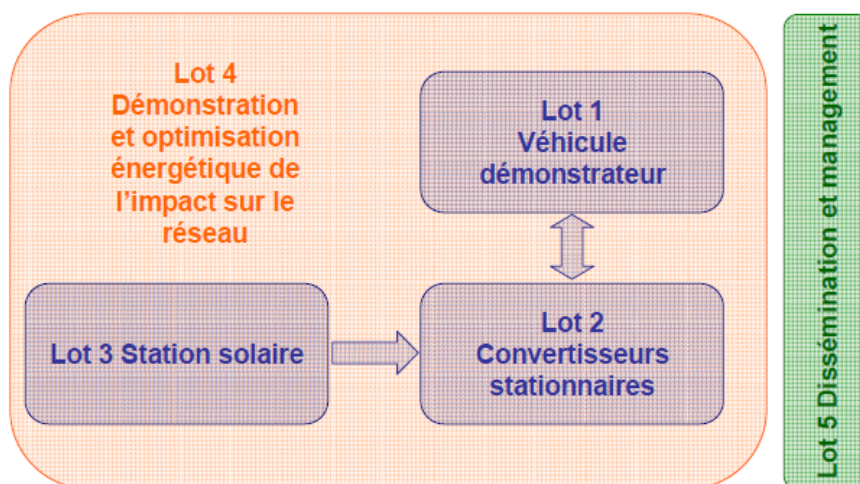 Lot 4
Démonstration
et optimisation
énergétique de
l'impact sur le
réseau
Lot 1
Véhicule
démonstrateur
Lot 3 Station solaire
Lot 2
Convertisseurs
stationnaires
Lot 5 Dissémination et management